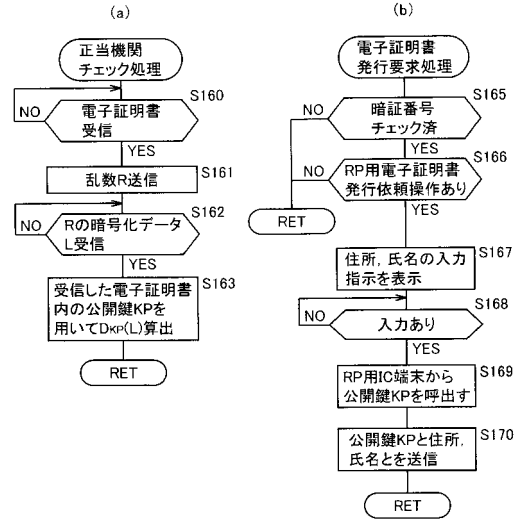 (a)
正当機関
チェック処理
S160
NO
電子証明書
受信
YES
S161
乱数R送信
S162
NO
Rの暗号化データ
L受信
YES
S163
受信した電子証明書
内の公開鍵KPを
用いてDKP(L)算出
RET
(b)
電子証明書
発行要求処理
S165
NO
暗証番号
チェック済
YES
S166
NO
RP用電子証明書
発行依頼操作あり
RET
YES
S167
住所,氏名の入力
指示を表示
S168
NO
入力あり
YES
S169
RP用IC端末から
公開鍵KPを呼出す
S170
公開鍵KPと住所,
氏名とを送信
RET